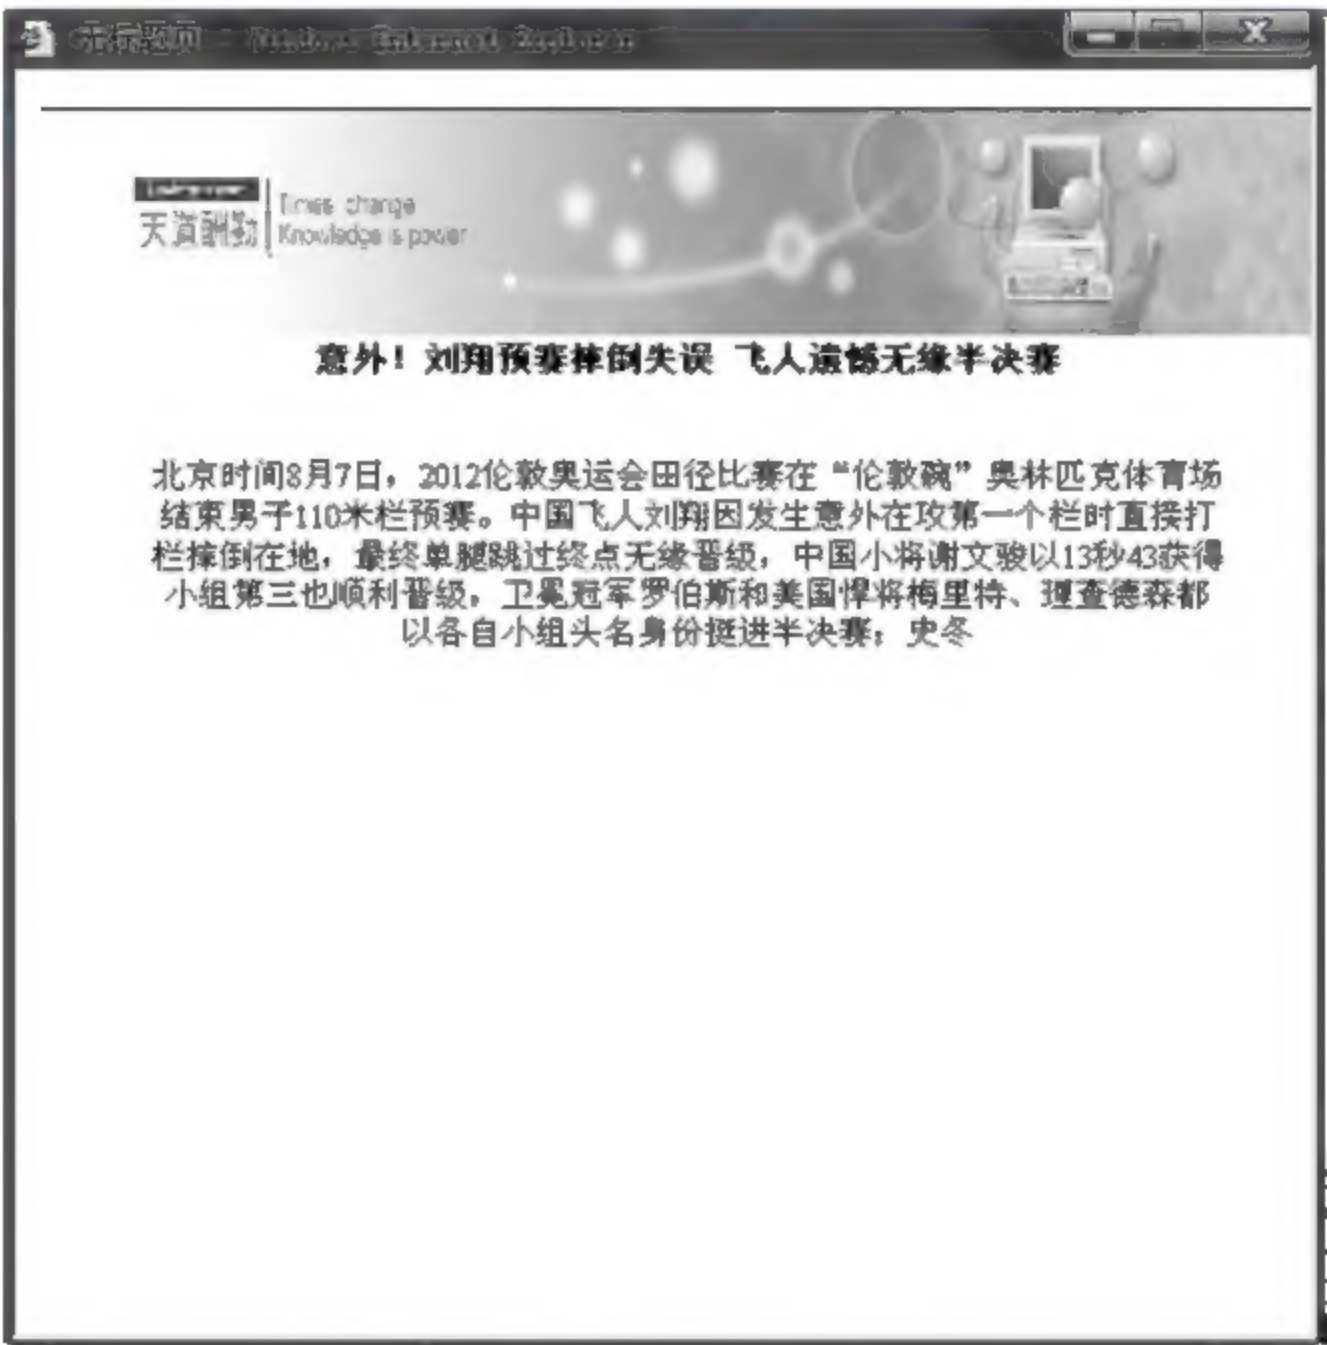 无标题页 - Windows Internet Explorer
Times change
天道酬勤
Knowledge is power
意外！刘翔预赛摔倒失误 飞人遗憾无缘半决赛
北京时间8月7日，2012伦敦奥运会田径比赛在“伦敦碗”奥林匹克体育场
结束男子110米栏预赛。中国飞人刘翔因发生意外在攻第一个栏时直接打
栏摔倒在地，最终单腿跳过终点无缘晋级，中国小将谢文骏以13秒43获得
小组第三也顺利晋级，卫冕冠军罗伯斯和美国悍将梅里特、理查德森都
以各自小组头名身份挺进半决赛；史冬